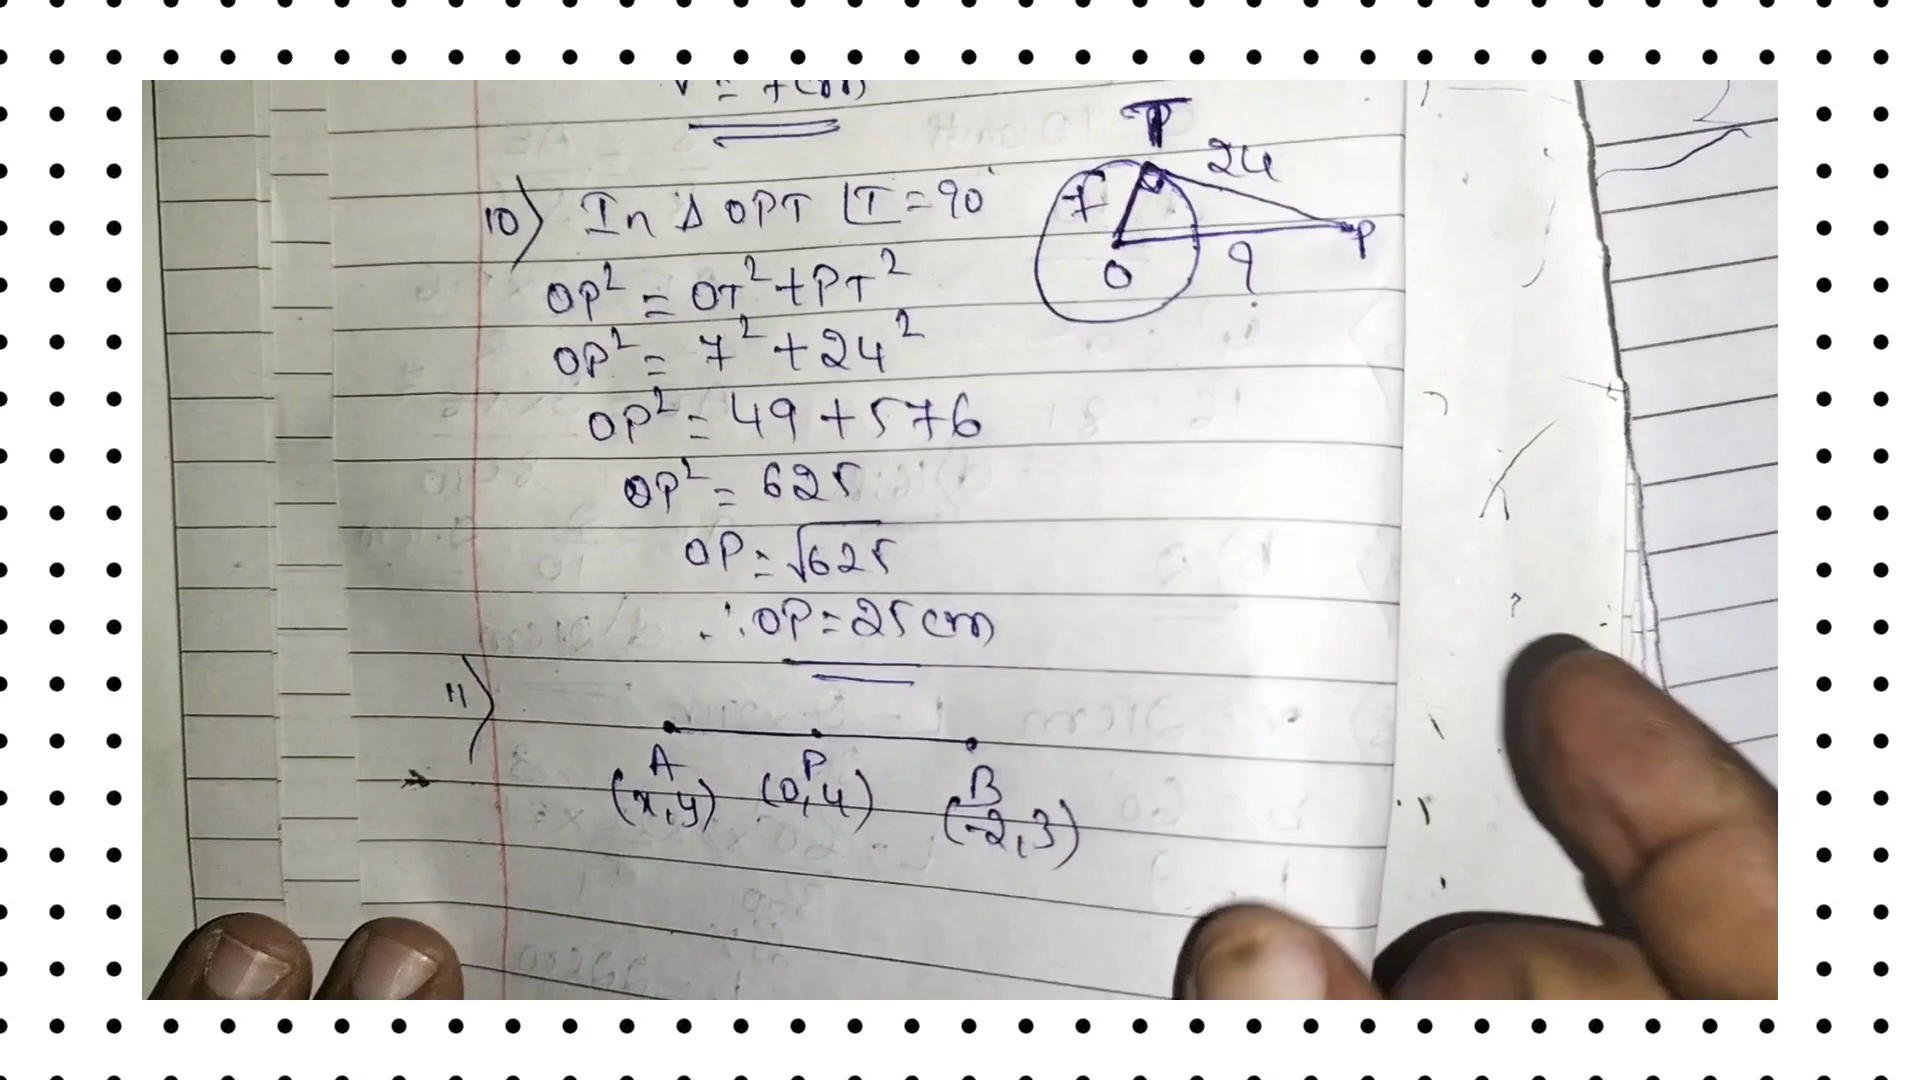 10) In Δ OPT ∟T = 90°
OP² = OT² + PT²
OP² = 7² + 24²
OP² = 49 + 576
OP² = 625
OP = √625
∴ OP = 25 cm
T
24
7
P
O
?
11)
A P B
(x,y) (0,4) (-2,3)